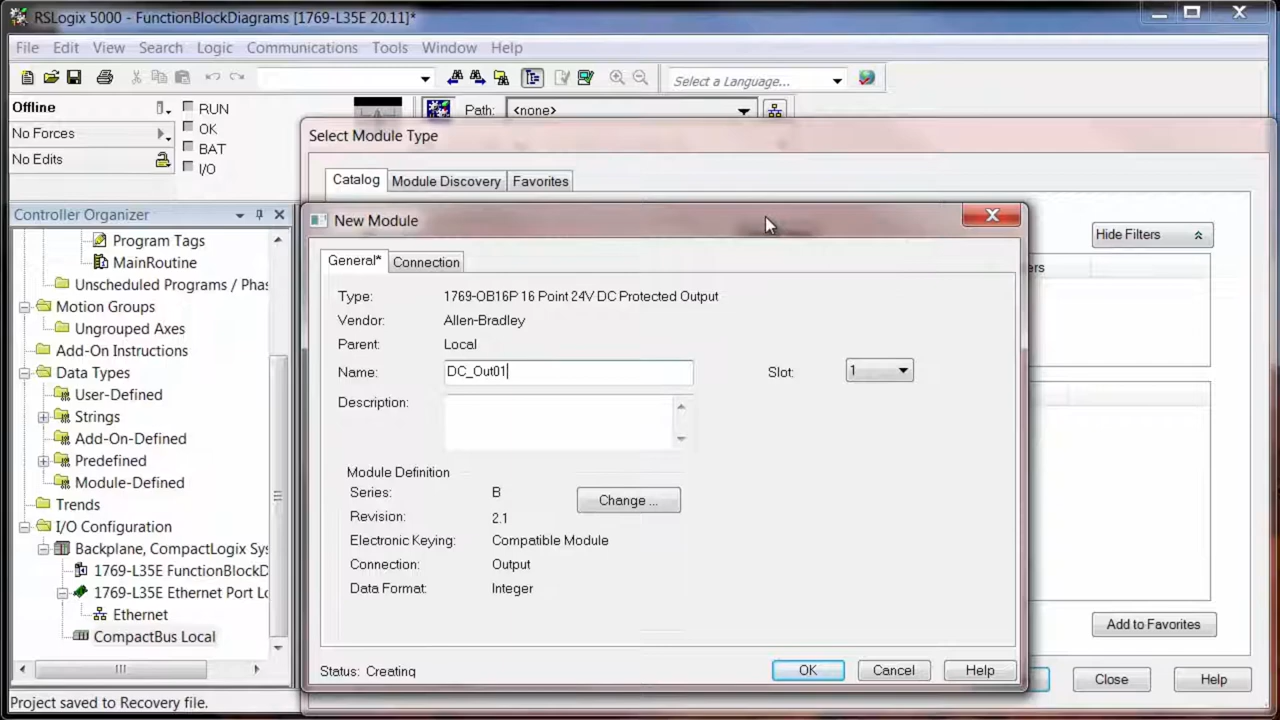 RSLogix 5000 - FunctionBlockDiagrams [1769-L35E 20.11]*
File Edit View Search Logic Communications Tools Window Help
Select a Language...
Offline
RUN
No Forces
OK
No Edits
BAT
I/O
Path: <none>
Select Module Type
Catalog Module Discovery Favorites
Hide Filters
ers
Controller Organizer
Program Tags
MainRoutine
Unscheduled Programs / Phas
Motion Groups
Ungrouped Axes
Add-On Instructions
Data Types
User-Defined
Strings
Add-On-Defined
Predefined
Module-Defined
Trends
I/O Configuration
Backplane, CompactLogix Sys
1769-L35E FunctionBlockD
1769-L35E Ethernet Port Lo
Ethernet
CompactBus Local
New Module
General* Connection
Type: 1769-OB16P 16 Point 24V DC Protected Output
Vendor: Allen-Bradley
Parent: Local
Name: DC_Out01 Slot: 1
Description:
Module Definition
Series: B Change ...
Revision: 2.1
Electronic Keying: Compatible Module
Connection: Output
Data Format: Integer
Status: Creating OK Cancel Help
Add to Favorites
Close Help
Project saved to Recovery file.